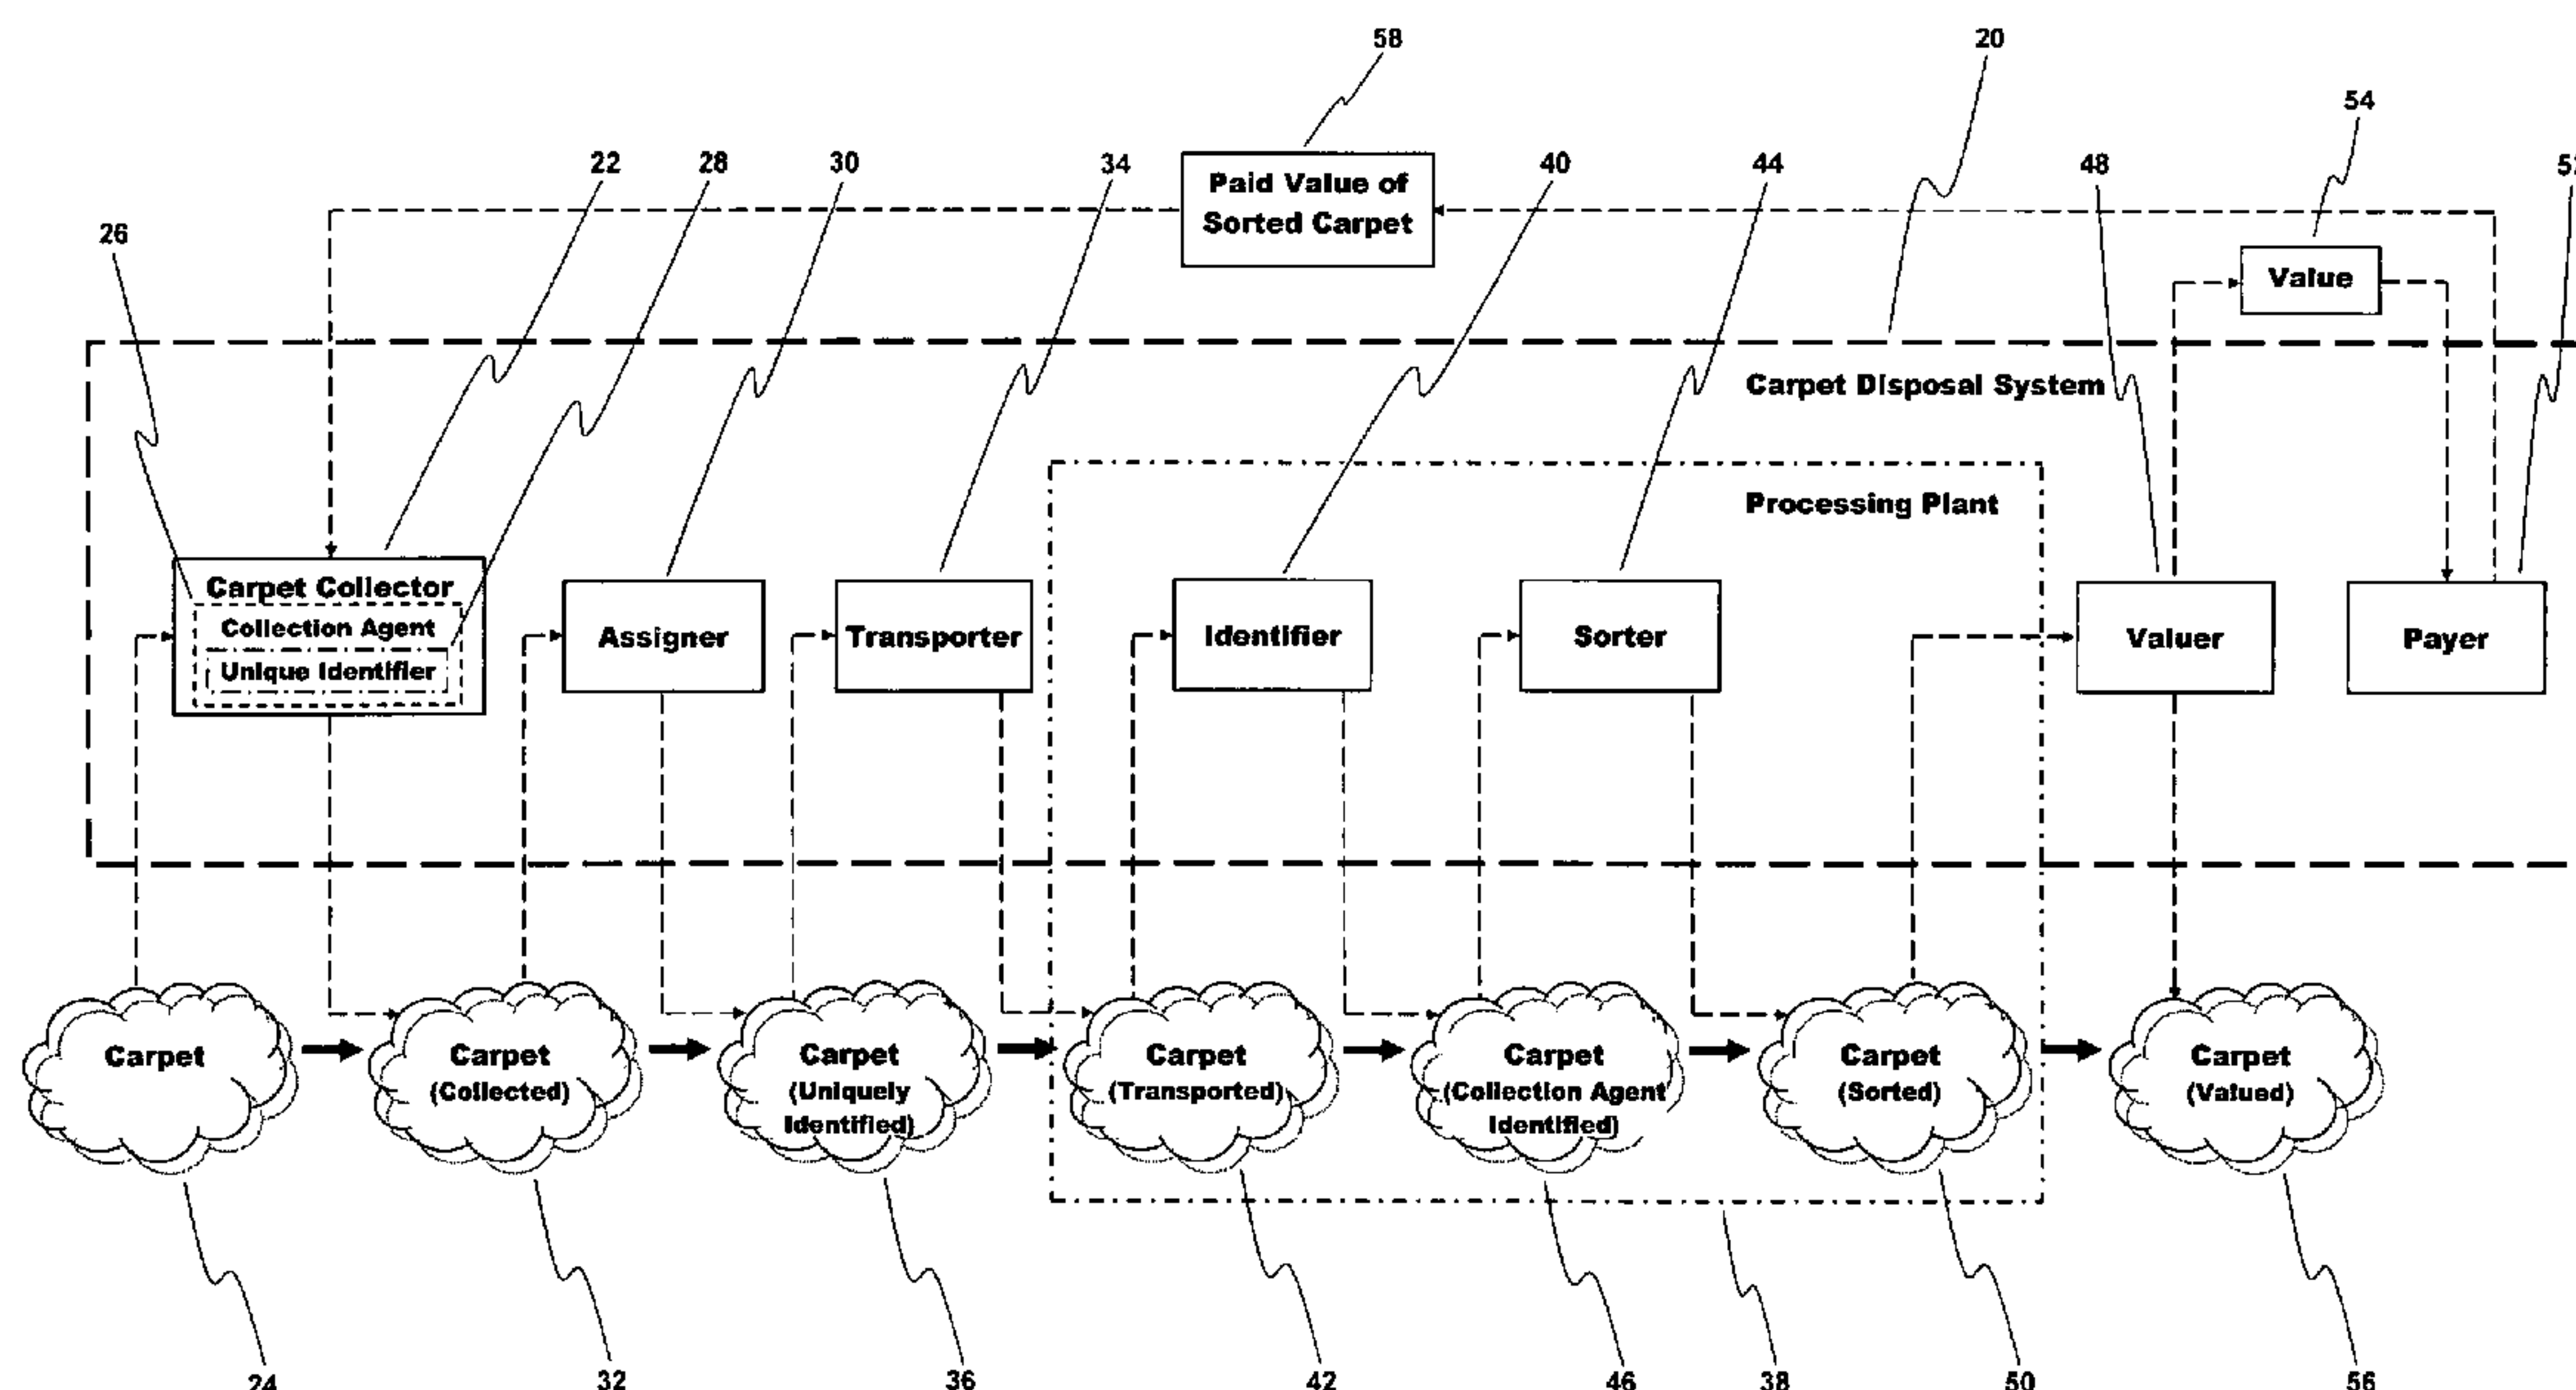 58
20
54
22
28
30
34
40
44
48
26
Paid Value of
Sorted Carpet
Value
Carpet Disposal System
Processing Plant
Carpet Collector
Collection Agent
Unique Identifier
Assigner
Transporter
Identifier
Sorter
Valuer
Payer
Carpet
Carpet
(Collected)
Carpet
(Uniquely
Identified)
Carpet
(Transported)
Carpet
(Collection Agent
Identified)
Carpet
(Sorted)
Carpet
(Valued)
24
32
36
42
46
38
50
56